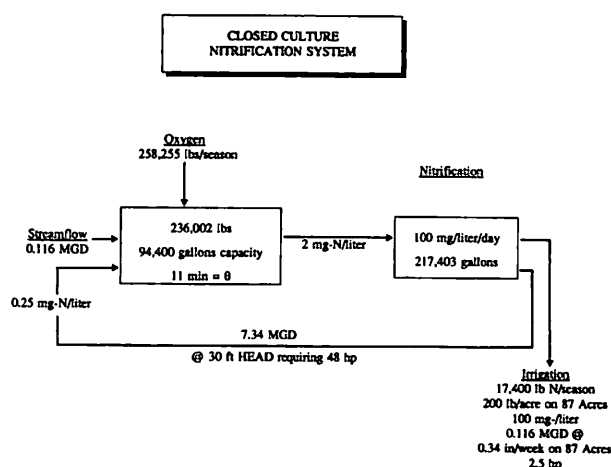 CLOSED CULTURE
NITRIFICATION SYSTEM
Oxygen
258,255 lbs/season
Nitrification
Streamflow
0.116 MGD
236,002 lbs
94,400 gallons capacity
11 min = θ
2 mg-N/liter
100 mg/liter/day
217,403 gallons
0.25 mg-N/liter
7.34 MGD
@ 30 ft HEAD requiring 48 hp
Irrigation
17,400 lb N/season
200 lb/acre on 87 Acres
100 mg-/liter
0.116 MGD @
0.34 in/week on 87 Acres
2.5 hp